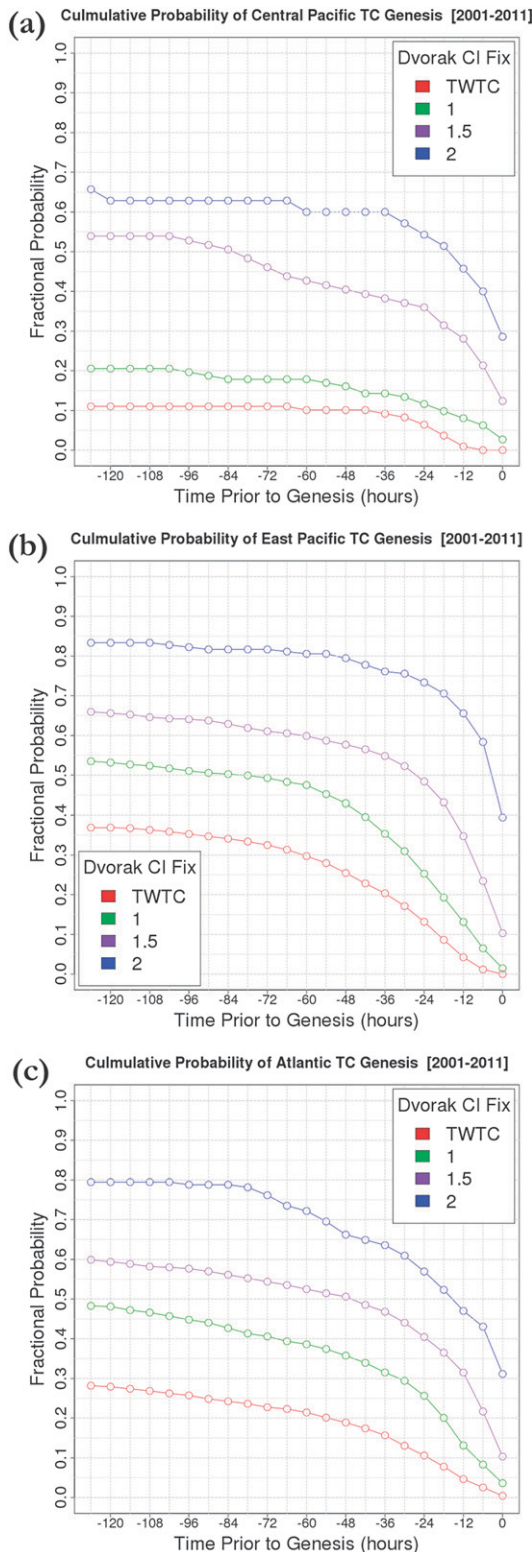 (a) Culmulative Probability of Central Pacific TC Genesis [2001-2011]
Dvorak CI Fix
TWTC
1
1.5
2
Fractional Probability
1.0
0.9
0.8
0.7
0.6
0.5
0.4
0.3
0.2
0.1
0.0
-120 -108 -96 -84 -72 -60 -48 -36 -24 -12 0
Time Prior to Genesis (hours)
(b) Culmulative Probability of East Pacific TC Genesis [2001-2011]
Fractional Probability
1.0
0.9
0.8
0.7
0.6
0.5
0.4
0.3
0.2
0.1
0.0
Dvorak CI Fix
TWTC
1
1.5
2
-120 -108 -96 -84 -72 -60 -48 -36 -24 -12 0
Time Prior to Genesis (hours)
(c) Culmulative Probability of Atlantic TC Genesis [2001-2011]
Dvorak CI Fix
TWTC
1
1.5
2
Fractional Probability
1.0
0.9
0.8
0.7
0.6
0.5
0.4
0.3
0.2
0.1
0.0
-120 -108 -96 -84 -72 -60 -48 -36 -24 -12 0
Time Prior to Genesis (hours)